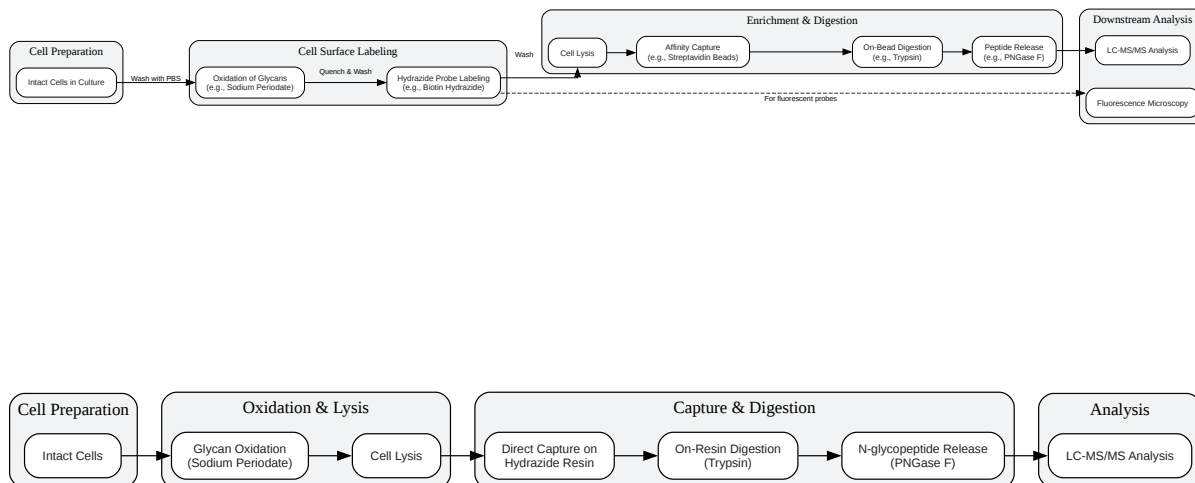 Cell Preparation
Intact Cells in Culture
Wash with PBS
Cell Surface Labeling
Oxidation of Glycans
(e.g., Sodium Periodate)
Quench & Wash
Hydrazide Probe Labeling
(e.g., Biotin Hydrazide)
Wash
Enrichment & Digestion
Cell Lysis
Affinity Capture
(e.g., Streptavidin Beads)
On-Bead Digestion
(e.g., Trypsin)
Peptide Release
(e.g., PNGase F)
For fluorescent probes
Downstream Analysis
LC-MS/MS Analysis
Fluorescence Microscopy
Cell Preparation
Intact Cells
Oxidation & Lysis
Glycan Oxidation
(Sodium Periodate)
Cell Lysis
Capture & Digestion
Direct Capture on
Hydrazide Resin
On-Resin Digestion
(Trypsin)
N-glycopeptide Release
(PNGase F)
Analysis
LC-MS/MS Analysis